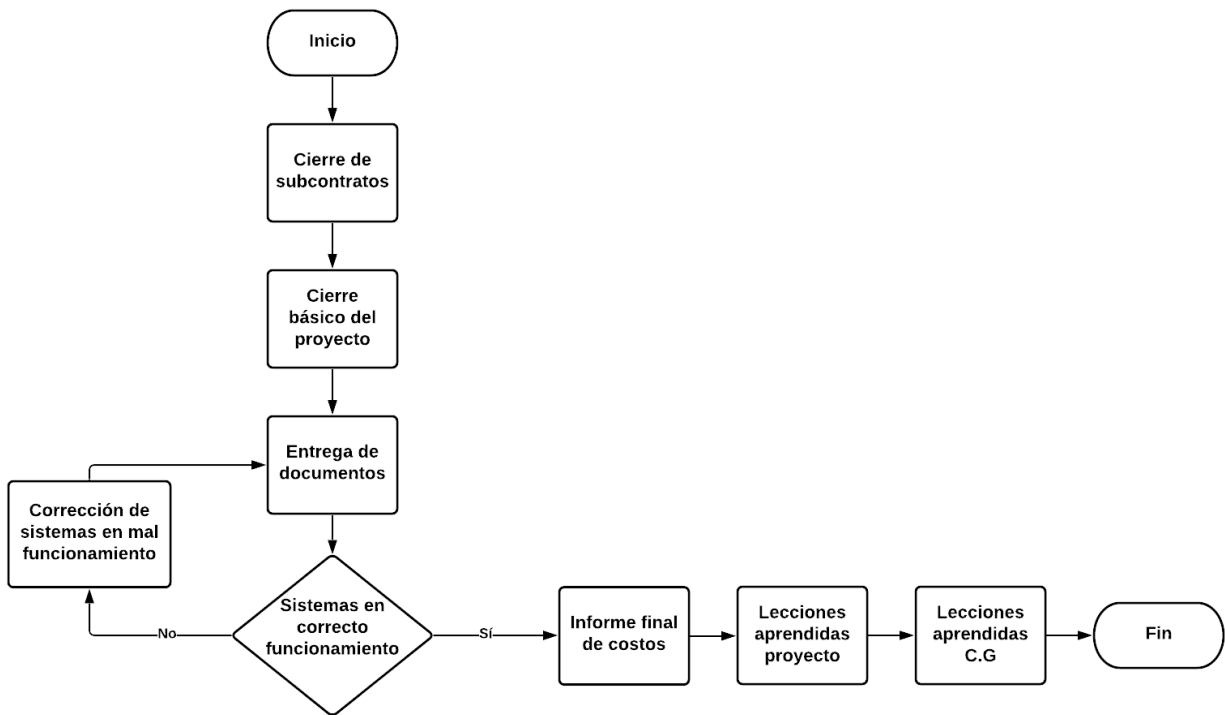 Inicio
Cierre de
subcontratos
Cierre
básico del
proyecto
Entrega de
documentos
Corrección de
sistemas en mal
funcionamiento
Sistemas en
correcto
funcionamiento
No
Sí
Informe final
de costos
Lecciones
aprendidas
proyecto
Lecciones
aprendidas
C.G
Fin